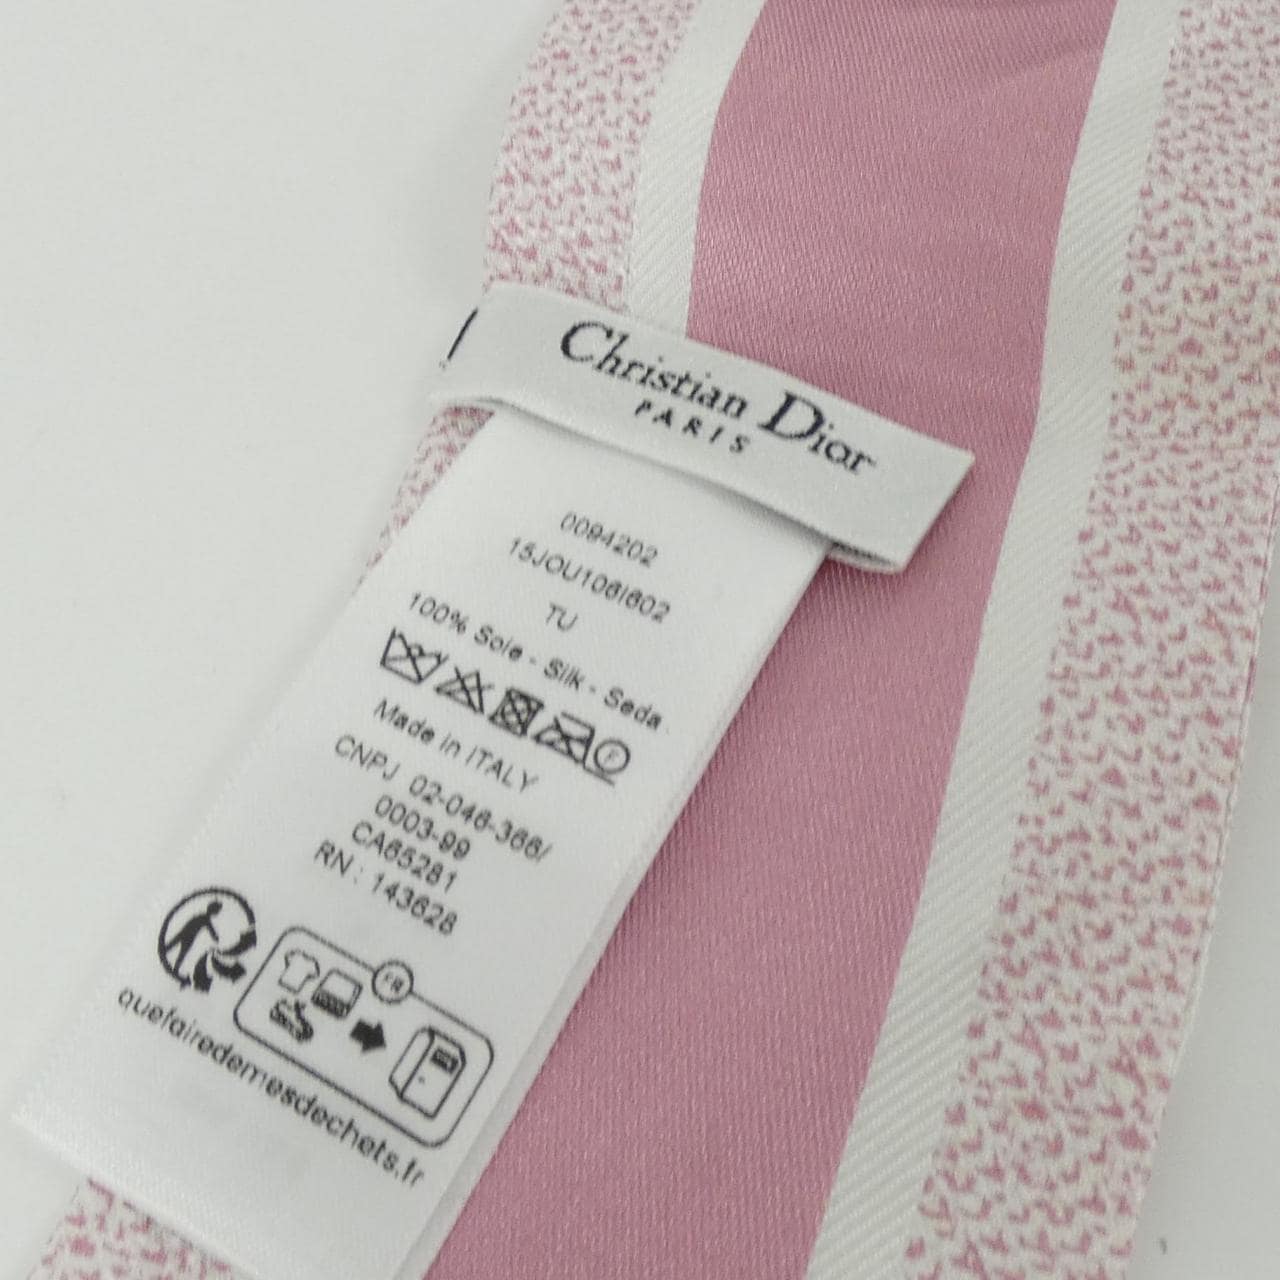 Christian Dior
PARIS
0094202
15JOU106I602
TU
100% Soie - Silk - Seda
F
Made in ITALY
CNPJ 02-046-366/
0003-99
CA65281
RN : 143628
FR
quefairedemesdechets.fr